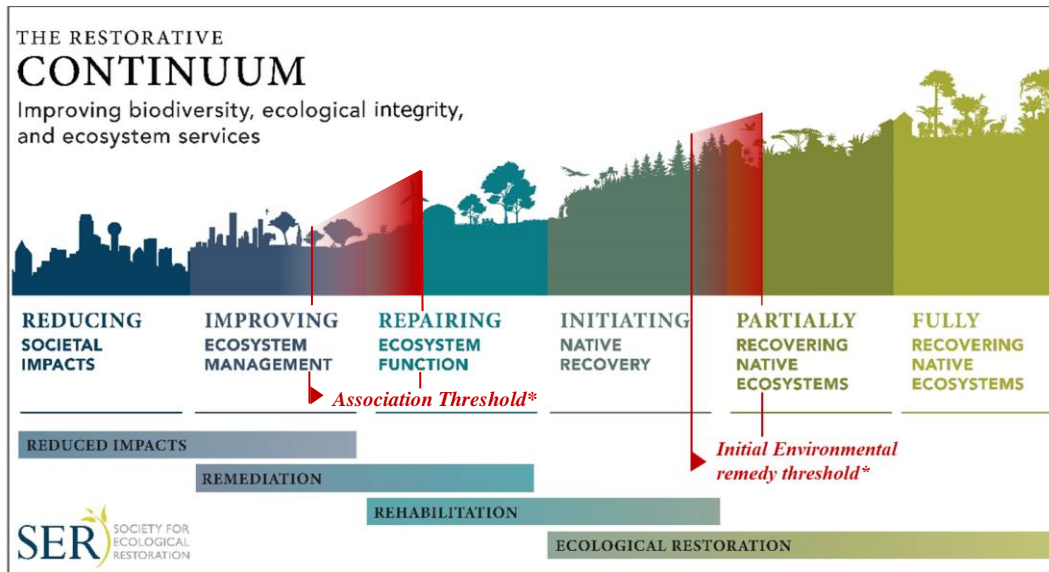 THE RESTORATIVE
CONTINUUM
Improving biodiversity, ecological integrity,
and ecosystem services
REDUCING
SOCIETAL
IMPACTS
IMPROVING
ECOSYSTEM
MANAGEMENT
REPAIRING
ECOSYSTEM
FUNCTION
INITIATING
NATIVE
RECOVERY
PARTIALLY
RECOVERING
NATIVE
ECOSYSTEMS
FULLY
RECOVERING
NATIVE
ECOSYSTEMS
Association Threshold*
Initial Environmental
remedy threshold*
REDUCED IMPACTS
REMEDIATION
REHABILITATION
ECOLOGICAL RESTORATION
SER
SOCIETY FOR
ECOLOGICAL
RESTORATION